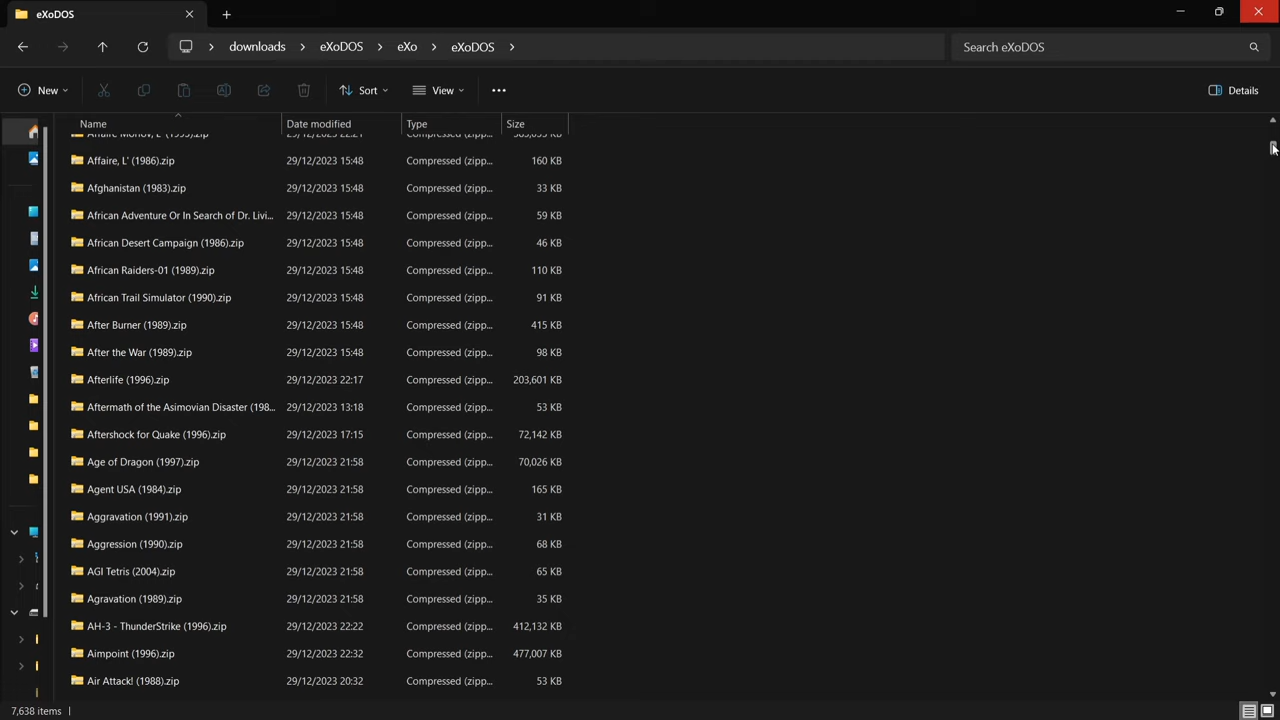 eXoDOS
downloads eXoDOS eXo eXoDOS
Search eXoDOS
New Sort View Details
Name Date modified Type Size
Affaire, L' (1986).zip 29/12/2023 15:48 Compressed (zipp... 160 KB
Afghanistan (1983).zip 29/12/2023 15:48 Compressed (zipp... 33 KB
African Adventure Or In Search of Dr. Livi... 29/12/2023 15:48 Compressed (zipp... 59 KB
African Desert Campaign (1986).zip 29/12/2023 15:48 Compressed (zipp... 46 KB
African Raiders-01 (1989).zip 29/12/2023 15:48 Compressed (zipp... 110 KB
African Trail Simulator (1990).zip 29/12/2023 15:48 Compressed (zipp... 91 KB
After Burner (1989).zip 29/12/2023 15:48 Compressed (zipp... 415 KB
After the War (1989).zip 29/12/2023 15:48 Compressed (zipp... 98 KB
Afterlife (1996).zip 29/12/2023 22:17 Compressed (zipp... 203,601 KB
Aftermath of the Asimovian Disaster (198... 29/12/2023 13:18 Compressed (zipp... 53 KB
Aftershock for Quake (1996).zip 29/12/2023 17:15 Compressed (zipp... 72,142 KB
Age of Dragon (1997).zip 29/12/2023 21:58 Compressed (zipp... 70,026 KB
Agent USA (1984).zip 29/12/2023 21:58 Compressed (zipp... 165 KB
Aggravation (1991).zip 29/12/2023 21:58 Compressed (zipp... 31 KB
Aggression (1990).zip 29/12/2023 21:58 Compressed (zipp... 68 KB
AGI Tetris (2004).zip 29/12/2023 21:58 Compressed (zipp... 65 KB
Agravation (1989).zip 29/12/2023 21:58 Compressed (zipp... 35 KB
AH-3 - ThunderStrike (1996).zip 29/12/2023 22:22 Compressed (zipp... 412,132 KB
Aimpoint (1996).zip 29/12/2023 22:32 Compressed (zipp... 477,007 KB
Air Attack! (1988).zip 29/12/2023 20:32 Compressed (zipp... 53 KB
7,638 items